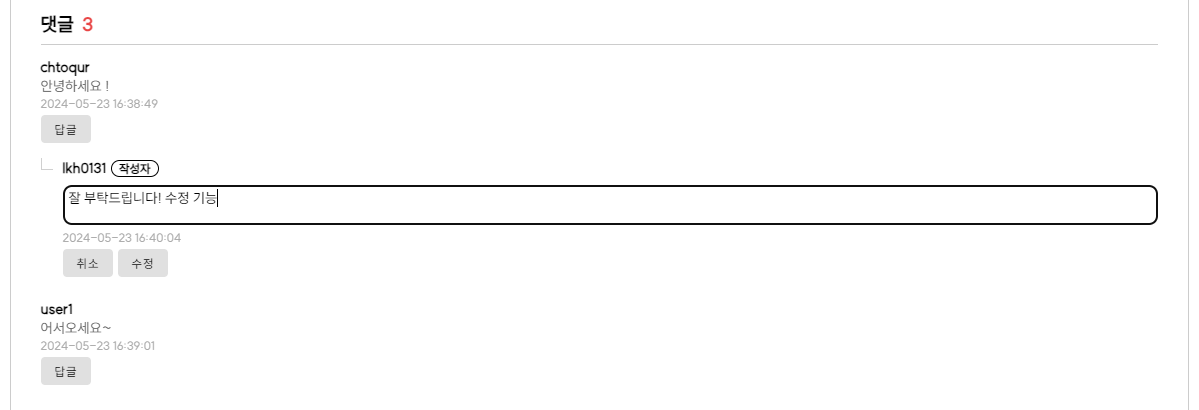 댓글 3
chtoqur
안녕하세요 !
2024-05-23 16:38:49
답글
lkh0131 작성자
잘 부탁드립니다! 수정 기능
2024-05-23 16:40:04
취소 수정
user1
어서오세요~
2024-05-23 16:39:01
답글